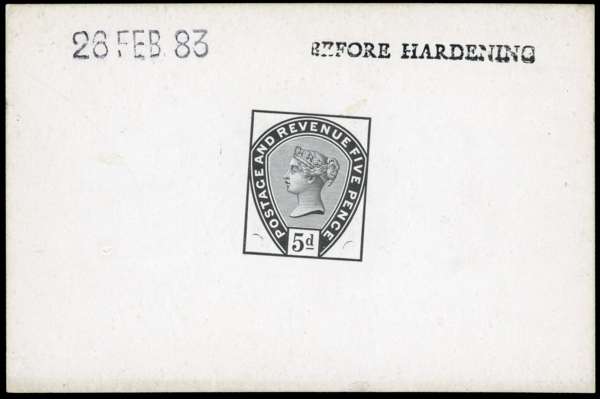 26 FEB. 83
BEFORE HARDENING
POSTAGE AND REVENUE FIVE PENCE
5d